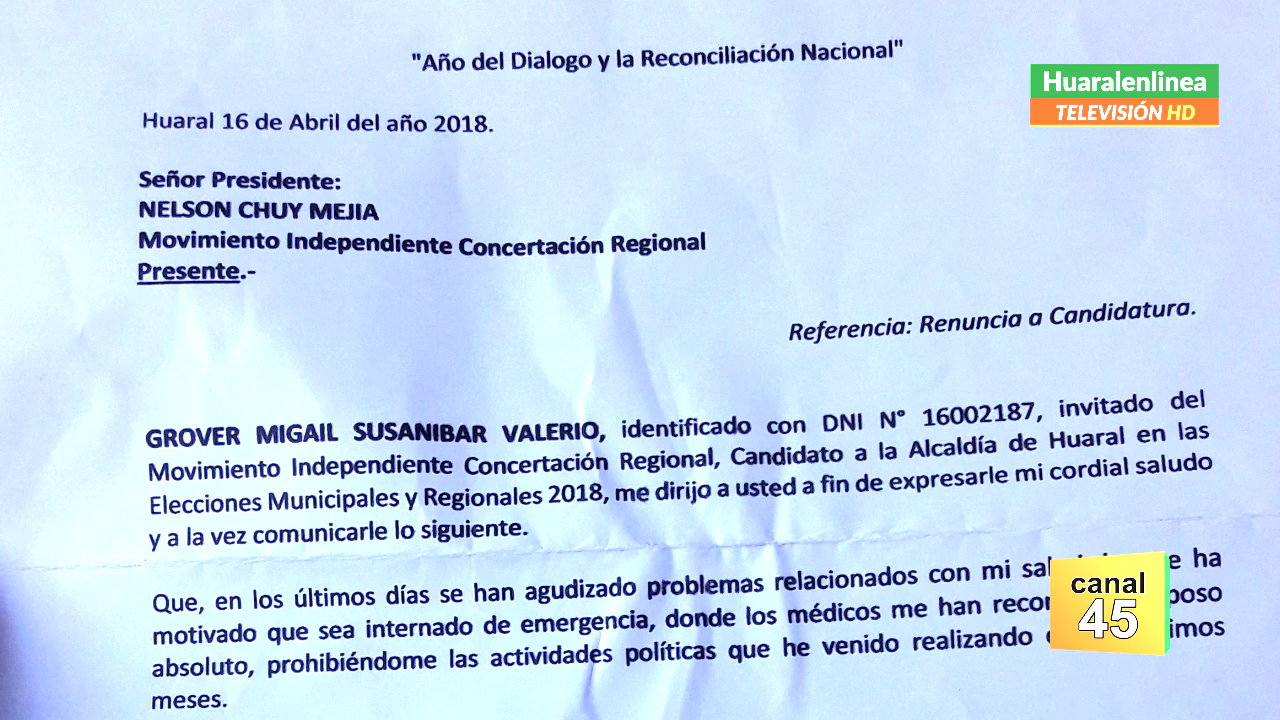 "Año del Dialogo y la Reconciliación Nacional"
Huaralenlinea
TELEVISIÓN HD
Huaral 16 de Abril del año 2018.
Señor Presidente:
NELSON CHUY MEJIA
Movimiento Independiente Concertación Regional
Presente.-
Referencia: Renuncia a Candidatura.
GROVER MIGAIL SUSANIBAR VALERIO, identificado con DNI N° 16002187, invitado del
Movimiento Independiente Concertación Regional, Candidato a la Alcaldía de Huaral en las
Elecciones Municipales y Regionales 2018, me dirijo a usted a fin de expresarle mi cordial saludo
y a la vez comunicarle lo siguiente.
Que, en los últimos días se han agudizado problemas relacionados con mi ha
motivado que sea internado de emergencia, donde los médicos me han
absoluto, prohibiéndome las actividades políticas que he venido realizando
meses.
canal
45